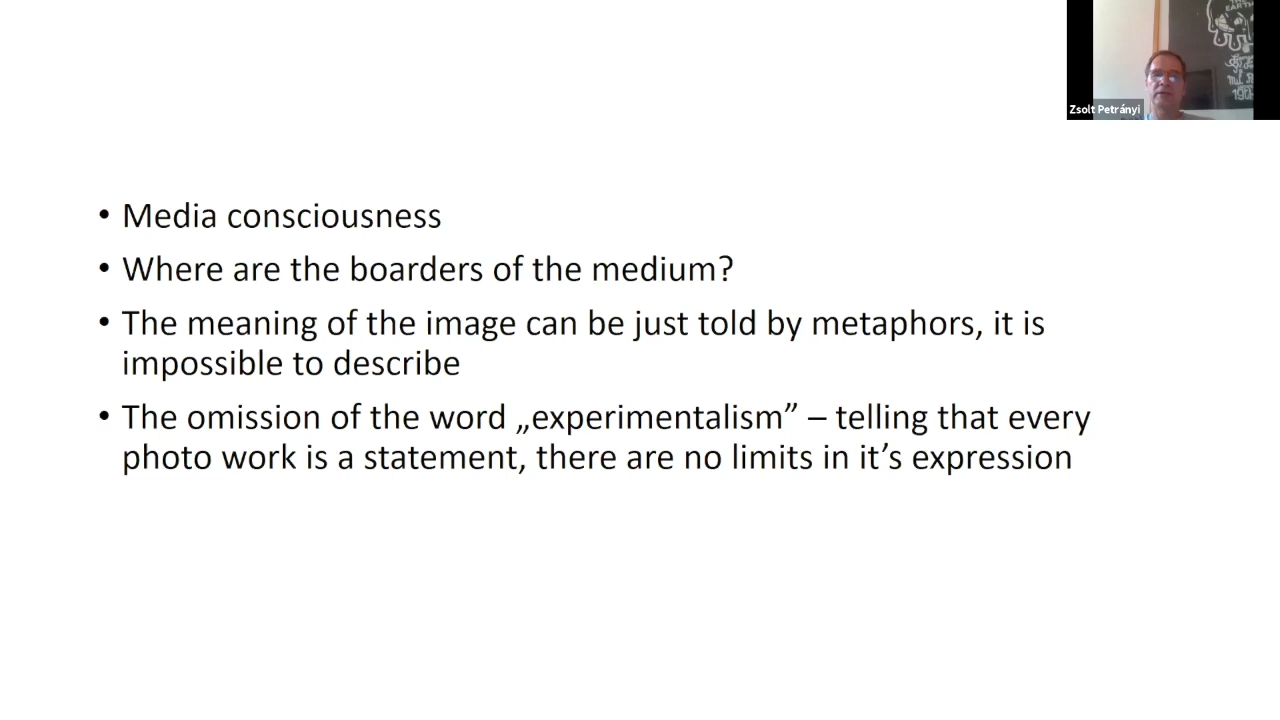 • Media consciousness
• Where are the boarders of the medium?
• The meaning of the image can be just told by metaphors, it is
impossible to describe
• The omission of the word „experimentalism” – telling that every
photo work is a statement, there are no limits in it’s expression
EARTH
Zsolt Petrányi